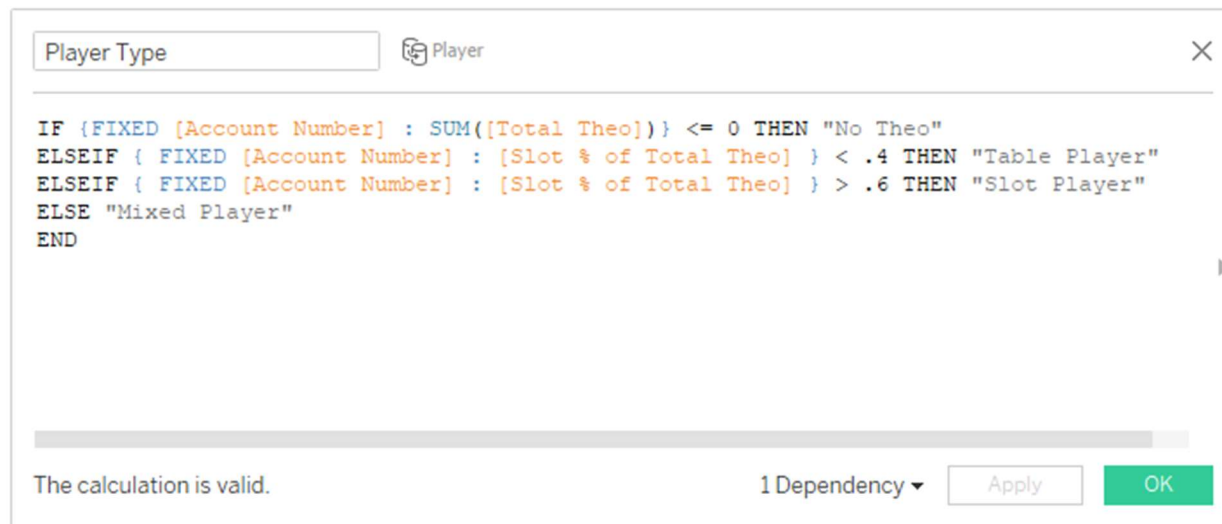 Player Type Player
IF {FIXED [Account Number] : SUM([Total Theo])} <= 0 THEN "No Theo"
ELSEIF { FIXED [Account Number] : [Slot % of Total Theo] } < .4 THEN "Table Player"
ELSEIF { FIXED [Account Number] : [Slot % of Total Theo] } > .6 THEN "Slot Player"
ELSE "Mixed Player"
END
The calculation is valid. 1 Dependency Apply OK